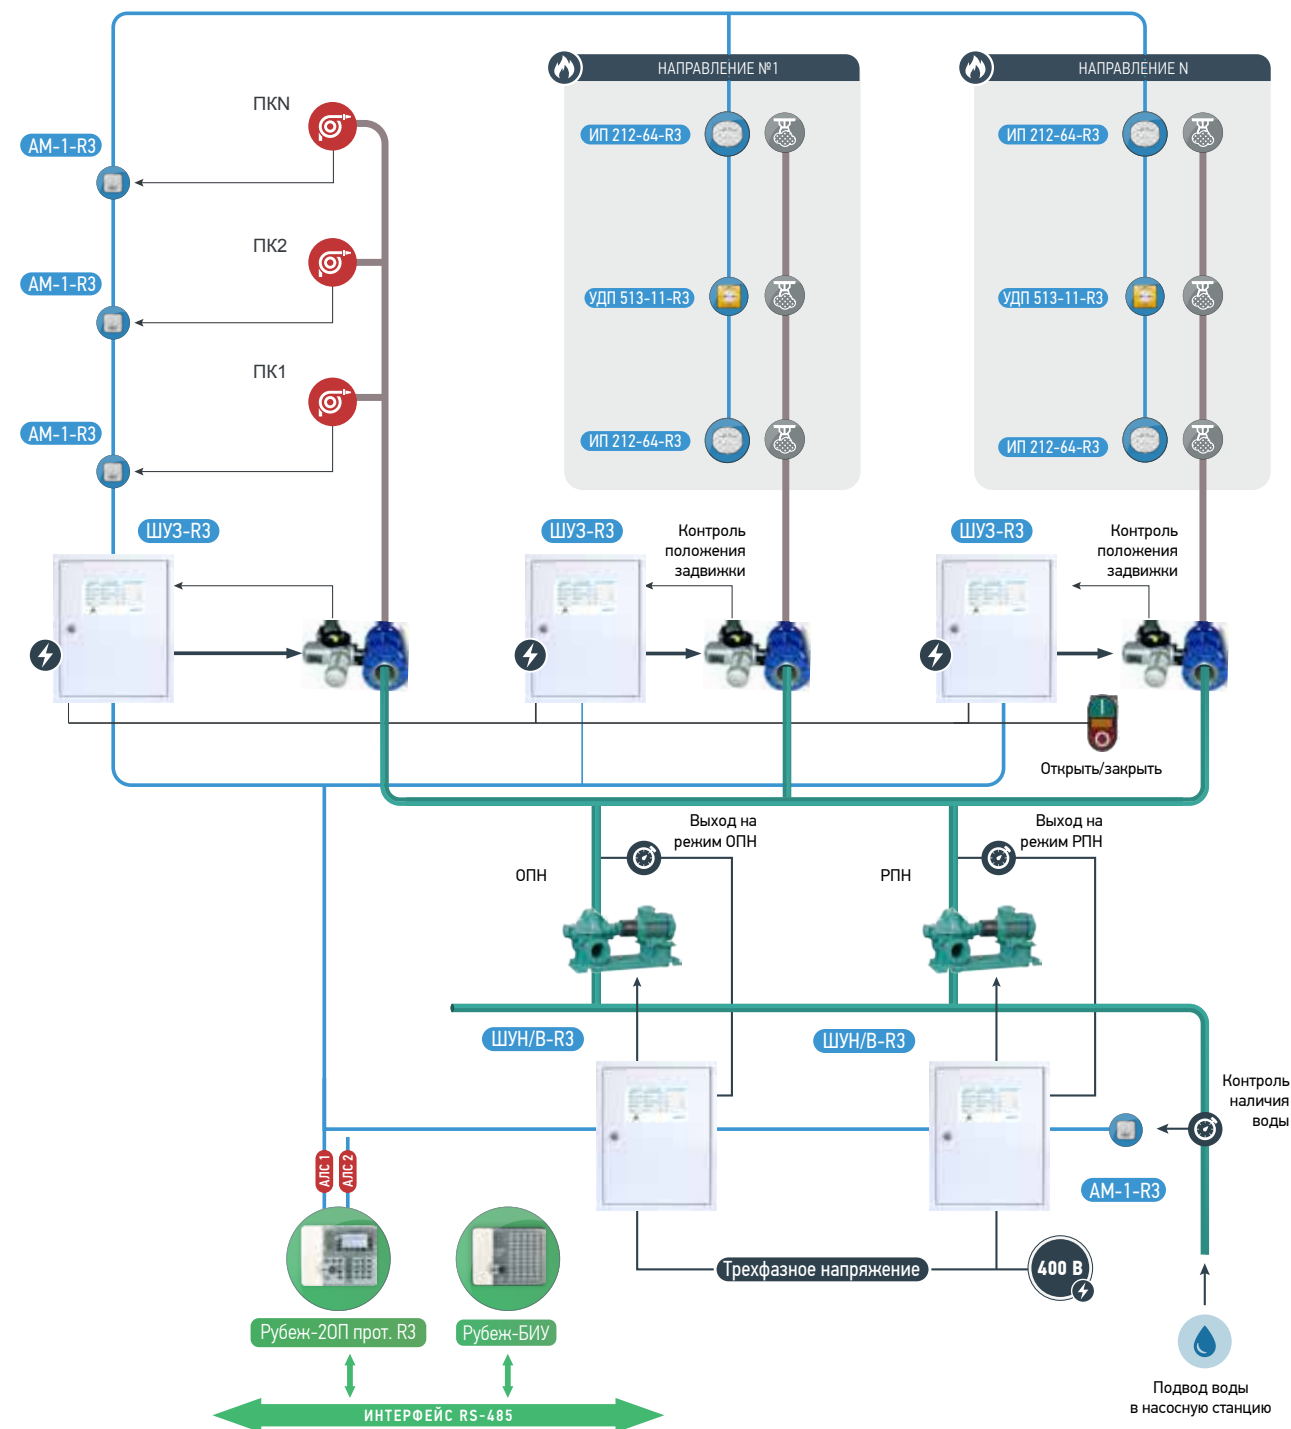 НАПРАВЛЕНИЕ №1
НАПРАВЛЕНИЕ N
ПКN
АМ-1-R3
ИП 212-64-R3
ИП 212-64-R3
ПК2
АМ-1-R3
УДП 513-11-R3
УДП 513-11-R3
ПК1
АМ-1-R3
ИП 212-64-R3
ИП 212-64-R3
ШУЗ-R3
ШУЗ-R3
Контроль
положения
задвижки
ШУЗ-R3
Контроль
положения
задвижки
Открыть/закрыть
Выход на
режим ОПН
Выход на
режим РПН
ОПН
РПН
ШУН/В-R3
ШУН/В-R3
Контроль
наличия
воды
АЛС 1
АЛС 2
АМ-1-R3
Трехфазное напряжение
400 В
Рубеж-2ОП прот. R3
Рубеж-БИУ
Подвод воды
в насосную станцию
ИНТЕРФЕЙС RS-485